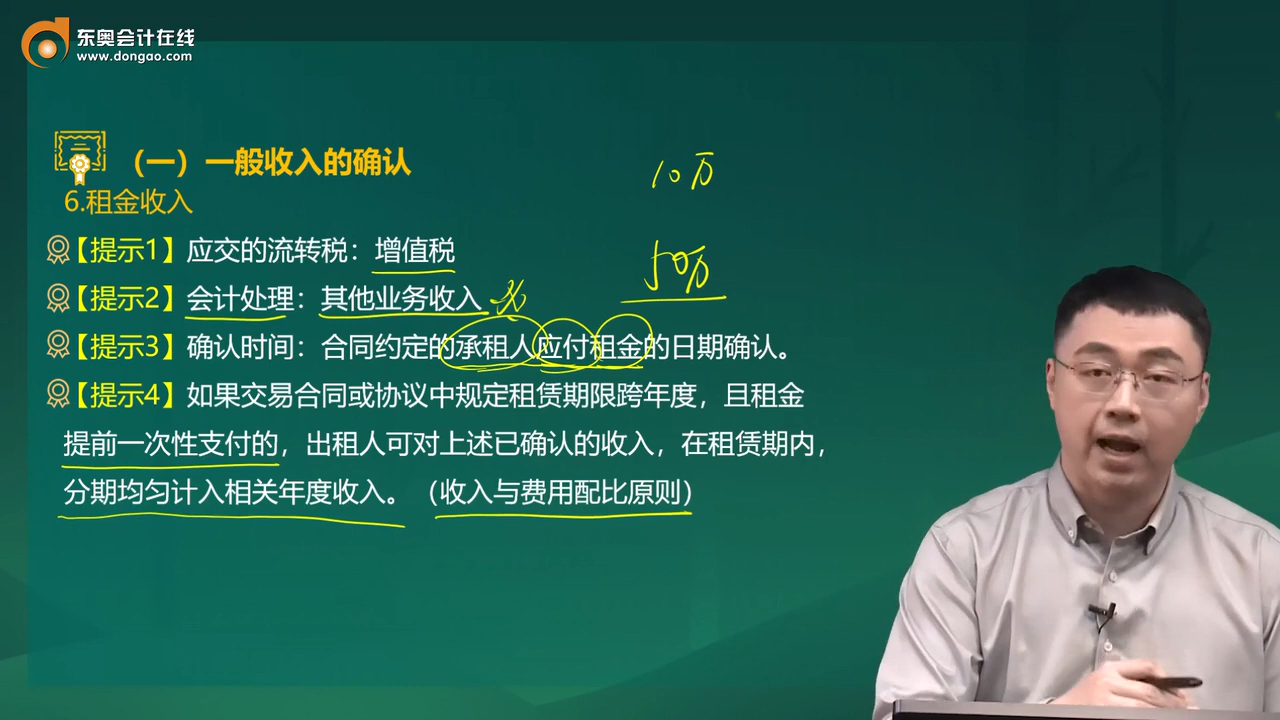 东奥会计在线
www.dongao.com
（一）一般收入的确认
6.租金收入
【提示1】应交的流转税：增值税
【提示2】会计处理：其他业务收入
【提示3】确认时间：合同约定的承租人应付租金的日期确认。
【提示4】如果交易合同或协议中规定租赁期限跨年度，且租金
提前一次性支付的，出租人可对上述已确认的收入，在租赁期内，
分期均匀计入相关年度收入。（收入与费用配比原则）
10万
50万